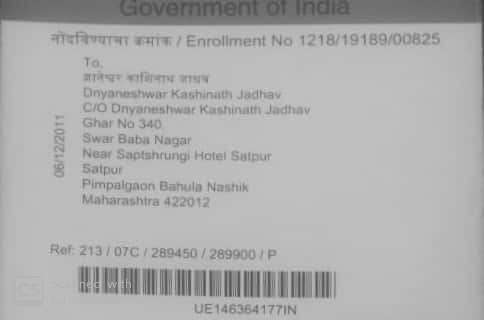 Government of India
नोंदविण्याचा क्रमांक / Enrollment No 1218/19189/00825
To,
ज्ञानेश्वर काशिनाथ जाधव
Dnyaneshwar Kashinath Jadhav
C/O Dnyaneshwar Kashinath Jadhav
Ghar No 340
Swar Baba Nagar
Near Saptshrungi Hotel Satpur
Satpur
Pimpalgaon Bahula Nashik
Maharashtra 422012
06/12/2011
Ref: 213 / 07C / 289450 / 289900 / P
CS Scanned with
UE146364177IN